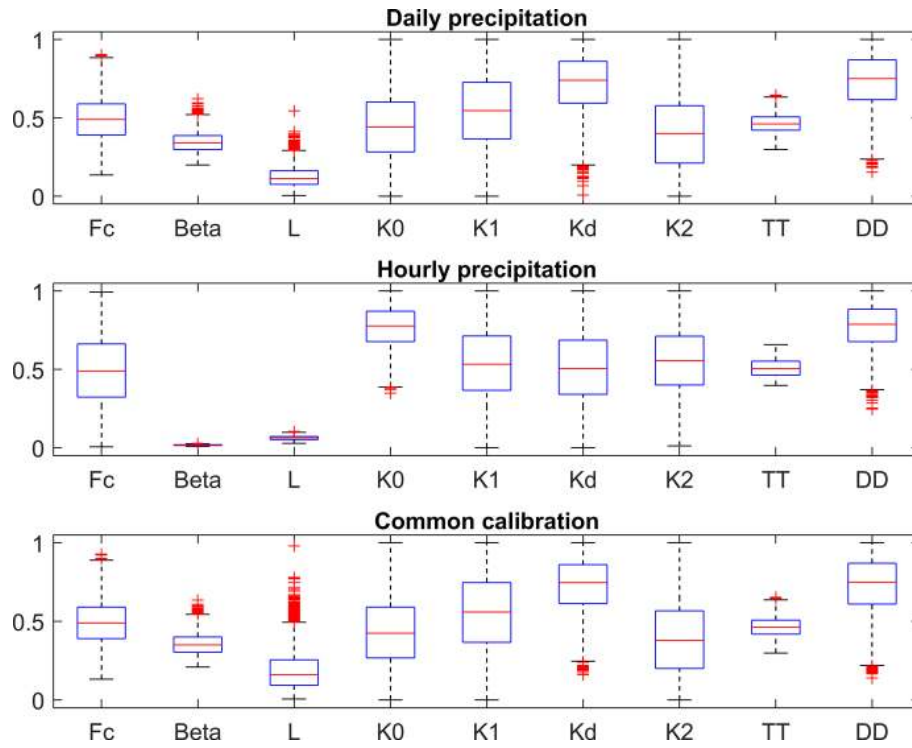 Daily precipitation
1
0.5
0
Fc Beta L K0 K1 Kd K2 TT DD
Hourly precipitation
1
0.5
0
Fc Beta L K0 K1 Kd K2 TT DD
Common calibration
1
0.5
0
Fc Beta L K0 K1 Kd K2 TT DD